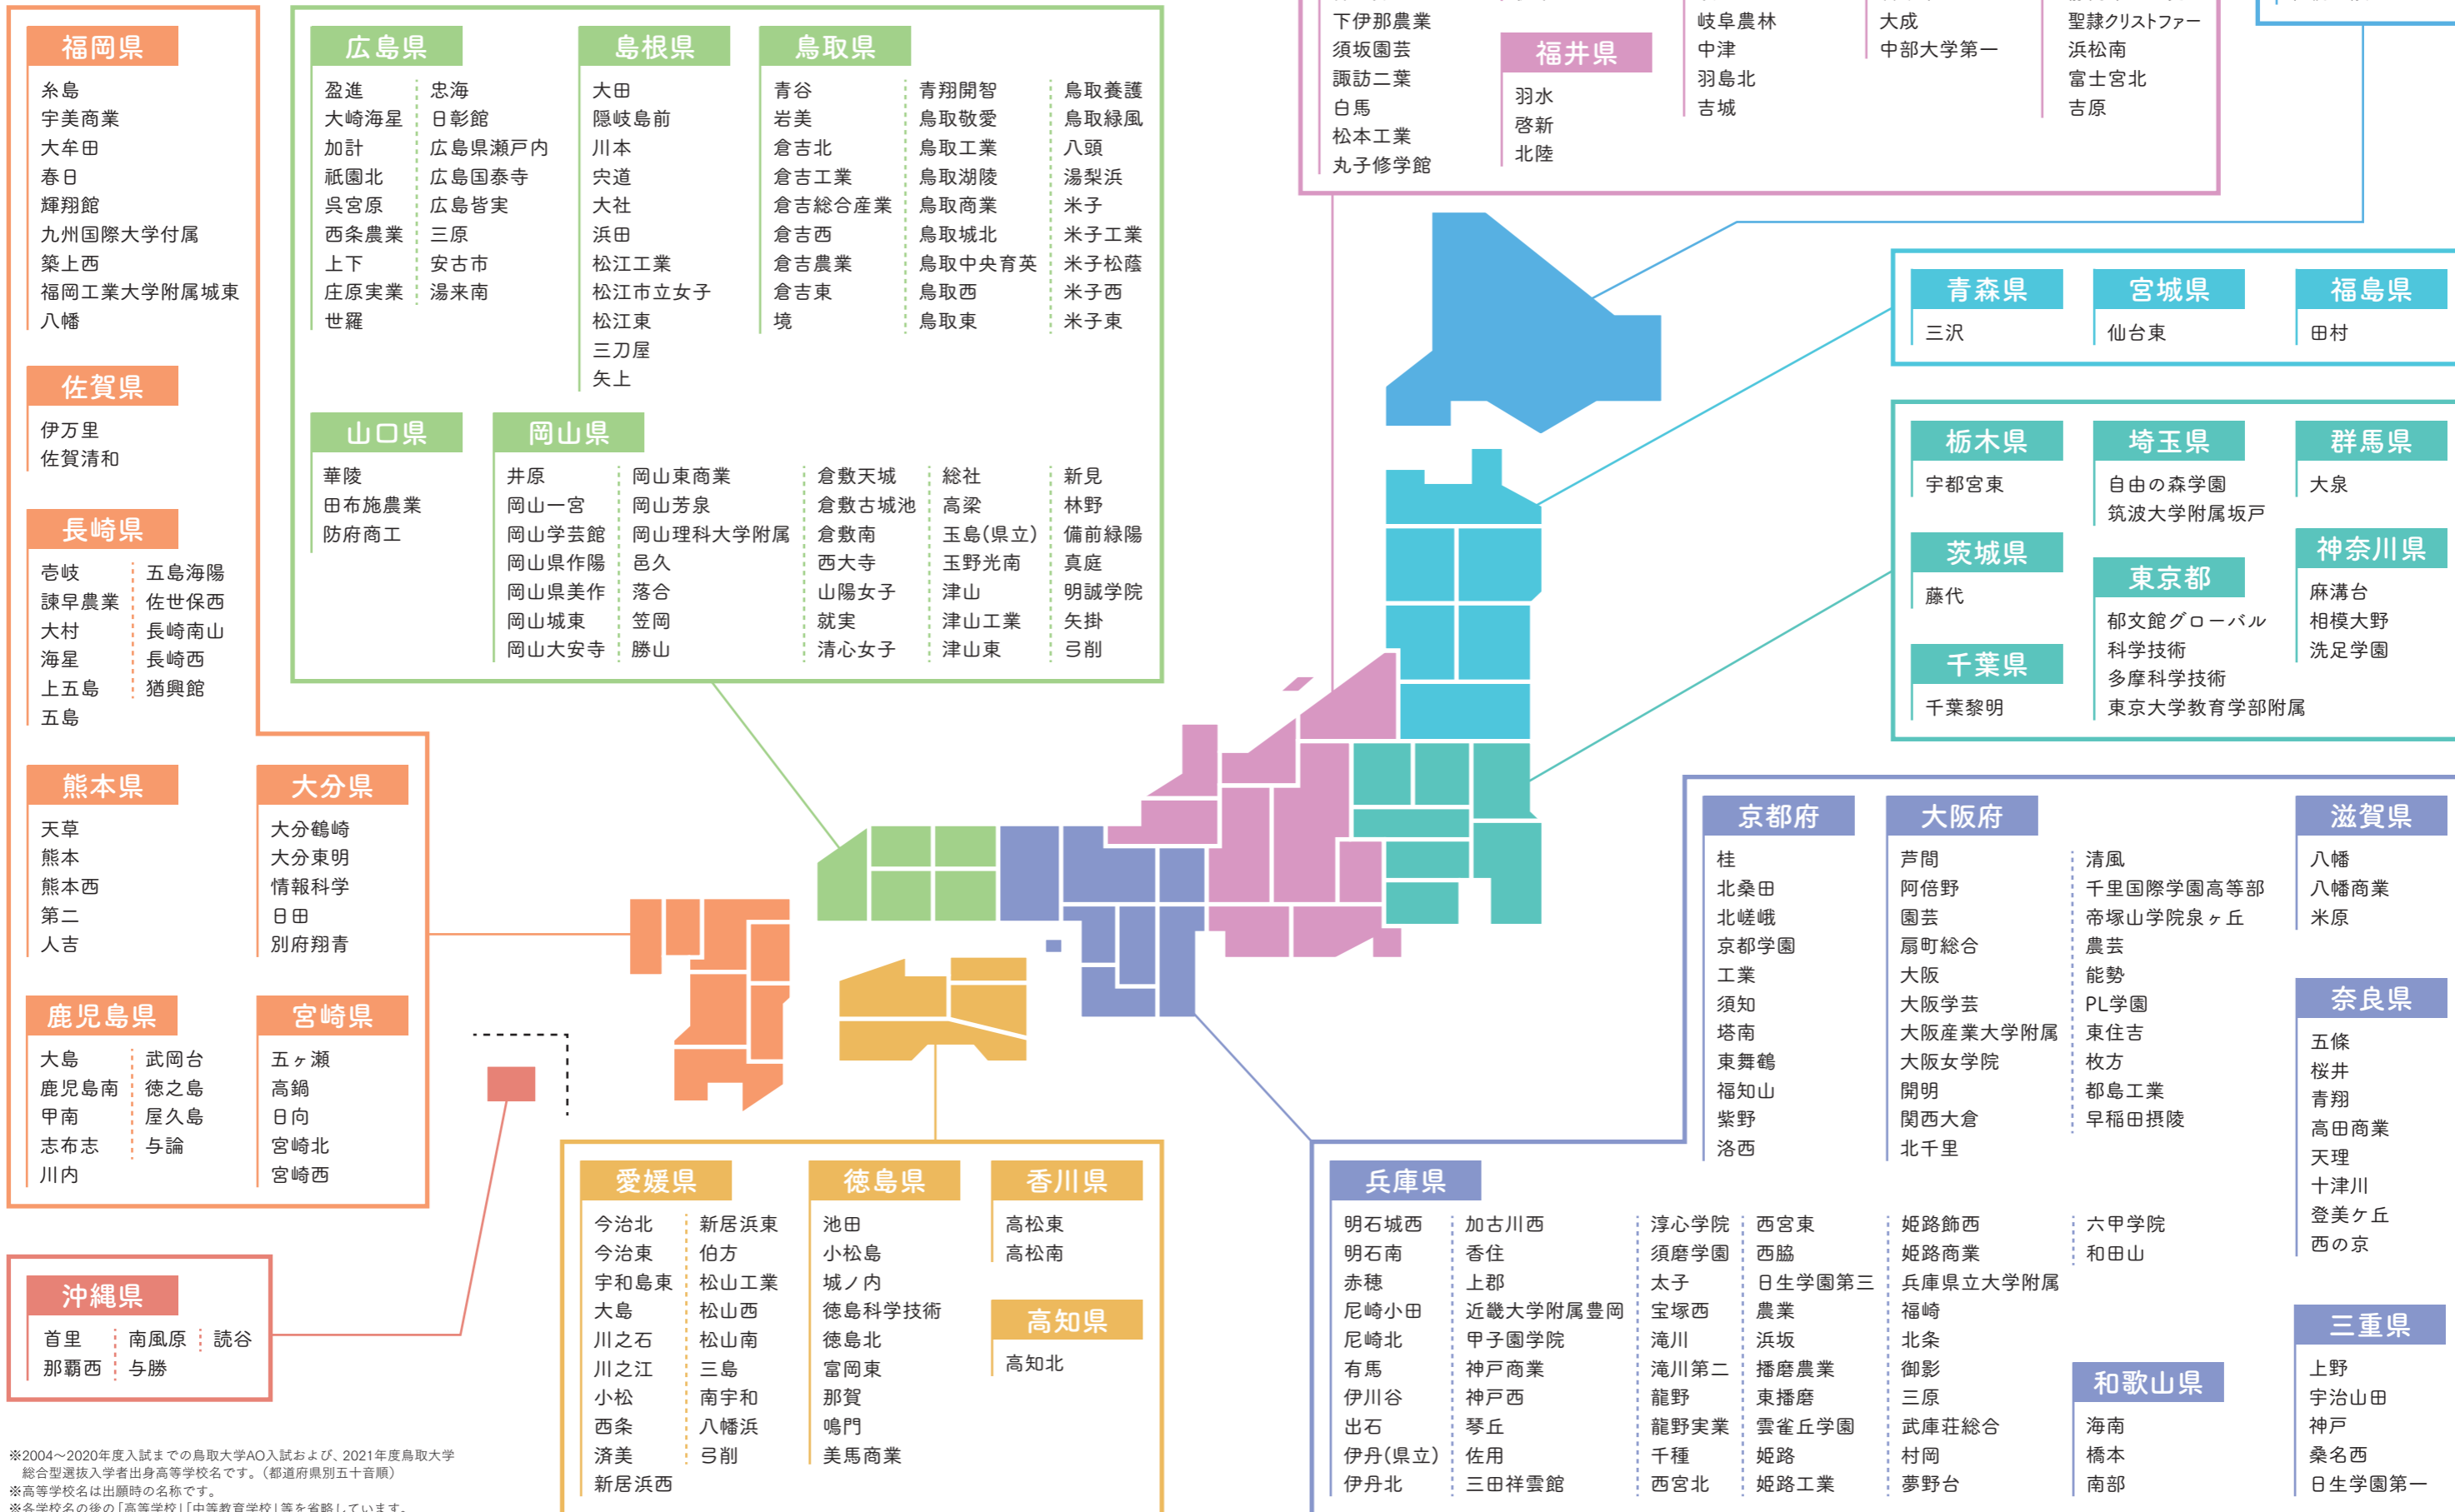 福岡県
糸島
宇美商業
大牟田
春日
輝翔館
九州国際大学付属
築上西
福岡工業大学附属城東
八幡
佐賀県
伊万里
佐賀清和
長崎県
壱岐
諫早農業
大村
海星
上五島
五島
五島海陽
佐世保西
長崎南山
長崎西
猶興館
熊本県
天草
熊本
熊本西
第二
人吉
大分県
大分鶴崎
大分東明
情報科学
日田
別府翔青
鹿児島県
大島
鹿児島南
甲南
志布志
川内
武岡台
徳之島
屋久島
与論
宮崎県
五ヶ瀬
高鍋
日向
宮崎北
宮崎西
沖縄県
首里
那覇西
南風原
与勝
読谷
広島県
盈進
大崎海星
加計
祇園北
呉宮原
西条農業
上下
庄原実業
世羅
忠海
日彰館
広島県瀬戸内
広島国泰寺
広島皆実
三原
安古市
湯来南
島根県
大田
隠岐島前
川本
宍道
大社
浜田
松江工業
松江市立女子
松江東
三刀屋
矢上
鳥取県
青谷
岩美
倉吉北
倉吉工業
倉吉総合産業
倉吉西
倉吉農業
倉吉東
境
青翔開智
鳥取敬愛
鳥取工業
鳥取湖陵
鳥取商業
鳥取城北
鳥取中央育英
鳥取西
鳥取東
鳥取養護
鳥取緑風
八頭
湯梨浜
米子
米子工業
米子松蔭
米子西
米子東
山口県
華陵
田布施農業
防府商工
岡山県
井原
岡山一宮
岡山学芸館
岡山県作陽
岡山県美作
岡山城東
岡山大安寺
岡山東商業
岡山芳泉
岡山理科大学附属
邑久
落合
笠岡
勝山
倉敷天城
倉敷古城池
倉敷南
西大寺
山陽女子
就実
清心女子
総社
高梁
玉島(県立)
玉野光南
津山
津山工業
津山東
新見
林野
備前緑陽
真庭
明誠学院
矢掛
弓削
下伊那農業
須坂園芸
諏訪二葉
白馬
松本工業
丸子修学館
福井県
羽水
啓新
北陸
岐阜農林
中津
羽島北
吉城
大成
中部大学第一
聖隷クリストファー
浜松南
富士宮北
吉原
青森県
三沢
宮城県
仙台東
福島県
田村
栃木県
宇都宮東
埼玉県
自由の森学園
筑波大学附属坂戸
群馬県
大泉
茨城県
藤代
東京都
郁文館グローバル
科学技術
多摩科学技術
東京大学教育学部附属
神奈川県
麻溝台
相模大野
洗足学園
千葉県
千葉黎明
京都府
桂
北桑田
北嵯峨
京都学園
工業
須知
塔南
東舞鶴
福知山
紫野
洛西
大阪府
芦間
阿倍野
園芸
扇町総合
大阪
大阪学芸
大阪産業大学附属
大阪女学院
開明
関西大倉
北千里
清風
千里国際学園高等部
帝塚山学院泉ヶ丘
農芸
能勢
PL学園
東住吉
枚方
都島工業
早稲田摂陵
滋賀県
八幡
八幡商業
米原
奈良県
五條
桜井
青翔
高田商業
天理
十津川
登美ケ丘
西の京
兵庫県
明石城西
明石南
赤穂
尼崎小田
尼崎北
有馬
伊川谷
出石
伊丹(県立)
伊丹北
加古川西
香住
上郡
近畿大学附属豊岡
甲子園学院
神戸商業
神戸西
琴丘
佐用
三田祥雲館
淳心学院
須磨学園
太子
宝塚西
滝川
滝川第二
龍野
龍野実業
千種
西宮北
西宮東
西脇
日生学園第三
農業
浜坂
播磨農業
東播磨
雲雀丘学園
姫路
姫路工業
姫路飾西
姫路商業
兵庫県立大学附属
福崎
北条
御影
三原
武庫荘総合
村岡
夢野台
六甲学院
和田山
和歌山県
海南
橋本
南部
三重県
上野
宇治山田
神戸
桑名西
日生学園第一
愛媛県
今治北
今治東
宇和島東
大島
川之石
川之江
小松
西条
済美
新居浜西
新居浜東
伯方
松山工業
松山西
松山南
三島
南宇和
八幡浜
弓削
徳島県
池田
小松島
城ノ内
徳島科学技術
徳島北
富岡東
那賀
鳴門
美馬商業
香川県
高松東
高松南
高知県
高知北
※2004〜2020年度入試までの鳥取大学AO入試および、2021年度鳥取大学
総合型選抜入学者出身高等学校名です。(都道府県別五十音順)
※高等学校名は出願時の名称です。
※各学校名の後の「高等学校」「中等教育学校」等を省略しています。